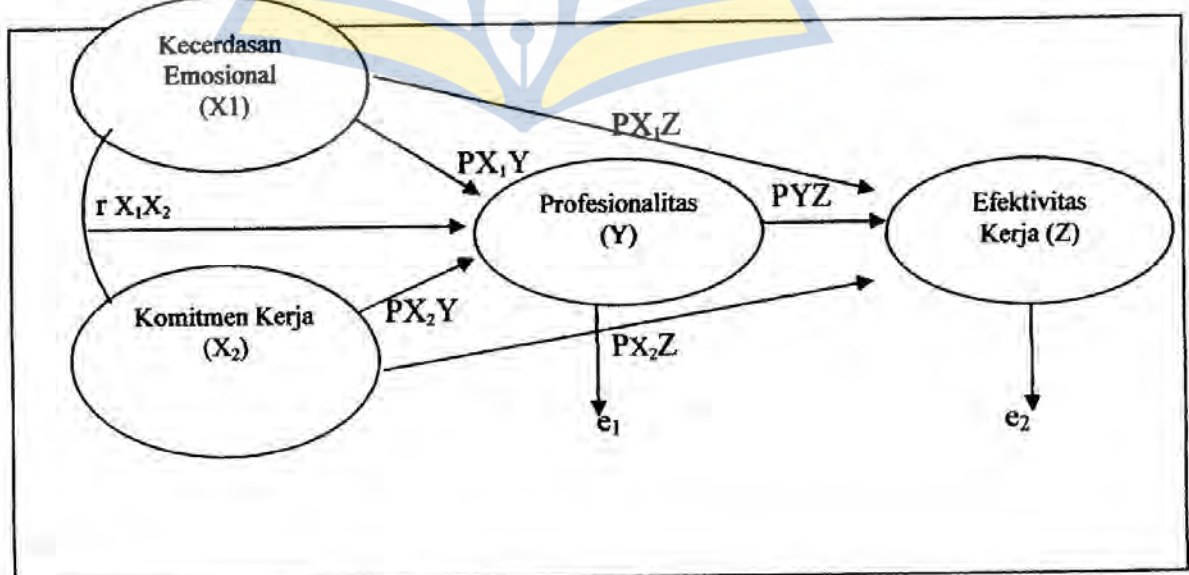 Kecerdasan
Emosional
(X1)
PX₁Z
PX₁Y
r X₁X₂
Profesionalitas
(Y)
PYZ
Efektivitas
Kerja (Z)
Komitmen Kerja
(X₂)
PX₂Y
PX₂Z
e₁
e₂